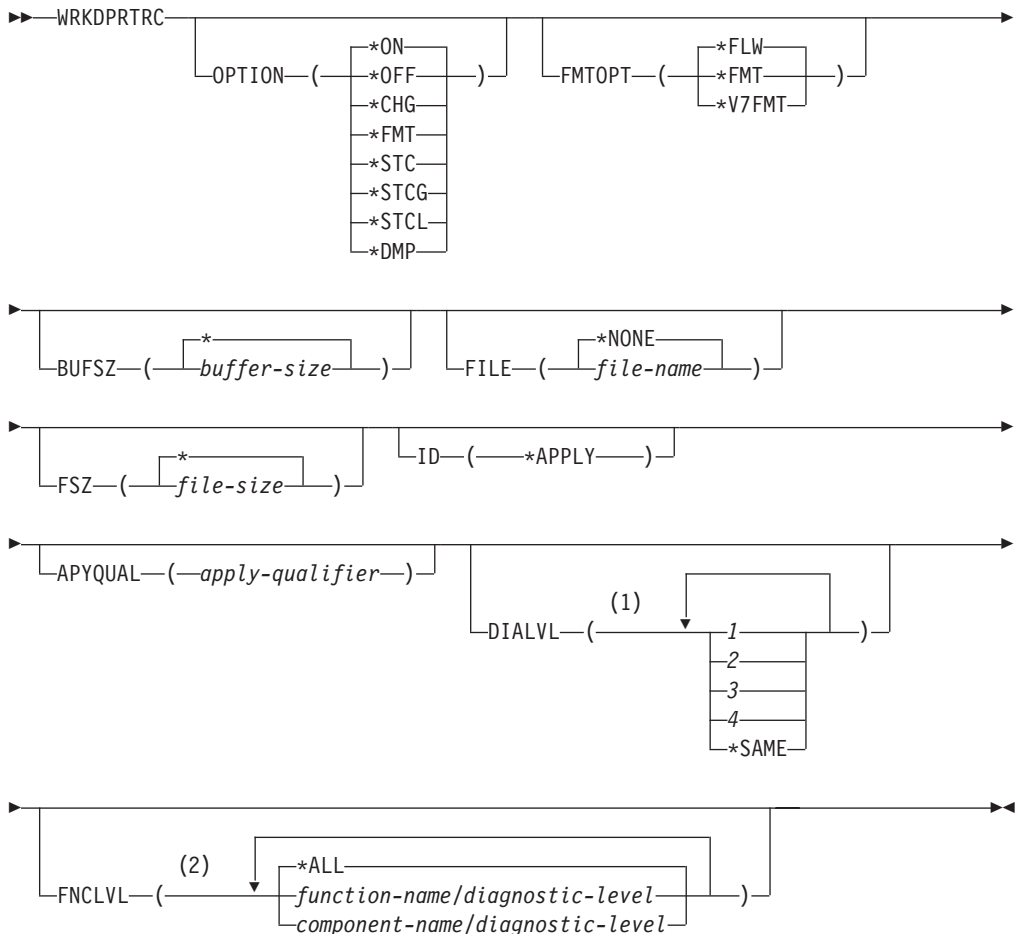 WRKDPRTRC
OPTION ( *ON ) FMTOPT ( *FLW )
*OFF *FMT
*CHG *V7FMT
*FMT
*STC
*STCG
*STCL
*DMP
BUFSZ ( * ) FILE ( *NONE )
buffer-size file-name
FSZ ( * ) ID ( *APPLY )
file-size
APYQUAL ( apply-qualifier )
(1)
DIALVL ( 1 )
2
3
4
*SAME
(2)
FNCLVL ( *ALL )
function-name/diagnostic-level
component-name/diagnostic-level